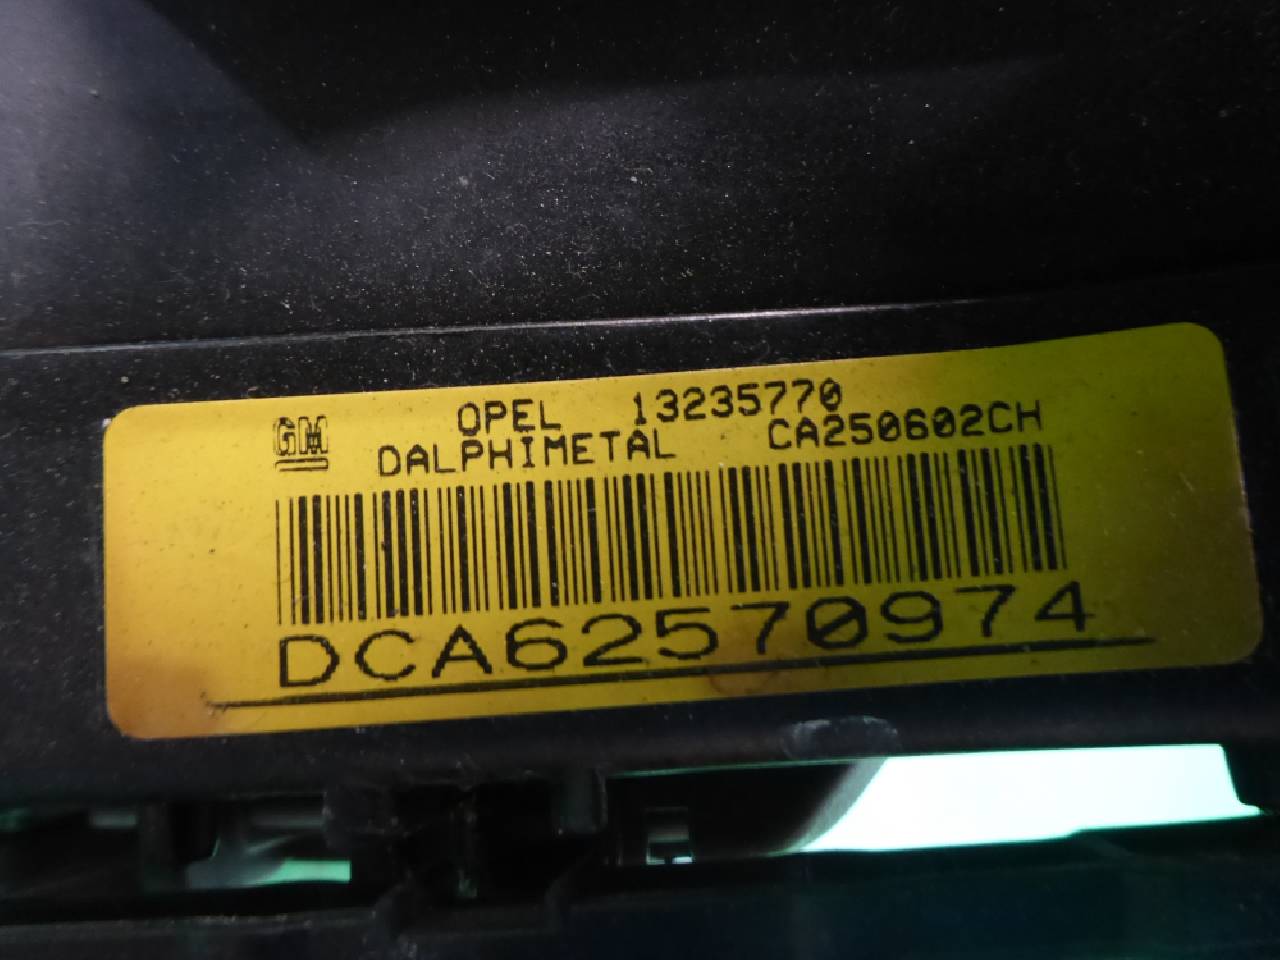 GM OPEL 13235770
DALPHIMETAL CA250602CH
DCA62570974